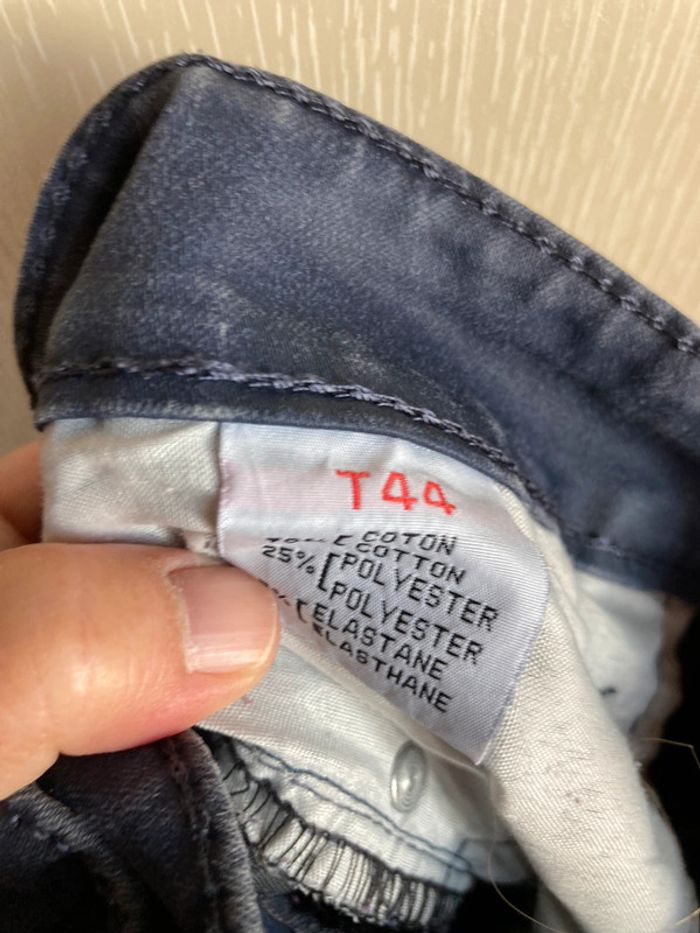 T44
[ COTON
COTTON
25% [ POLYESTER
POLYESTER
% [ ELASTANE
ELASTHANE